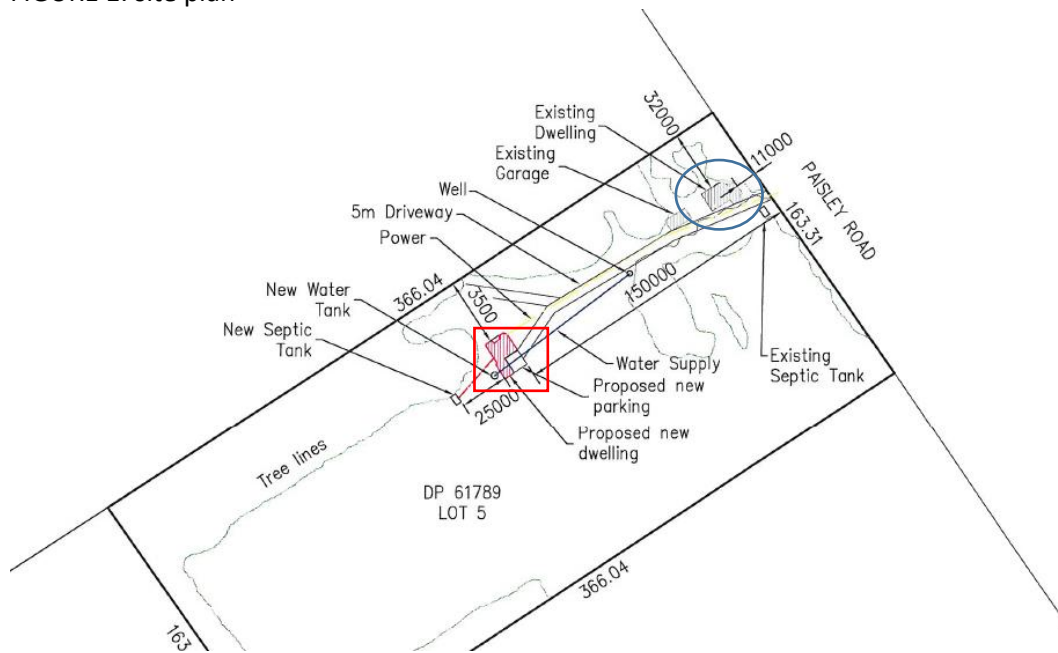 Existing
Dwelling
32000
11000
Existing
Garage
PAISLEY ROAD
Well
5m Driveway
Power
163.31
366.04
3500
150000
New Water
Tank
New Septic
Tank
Water Supply
Existing
Septic Tank
Proposed new
parking
25000
Proposed new
dwelling
Tree lines
DP 61789
LOT 5
366.04
163